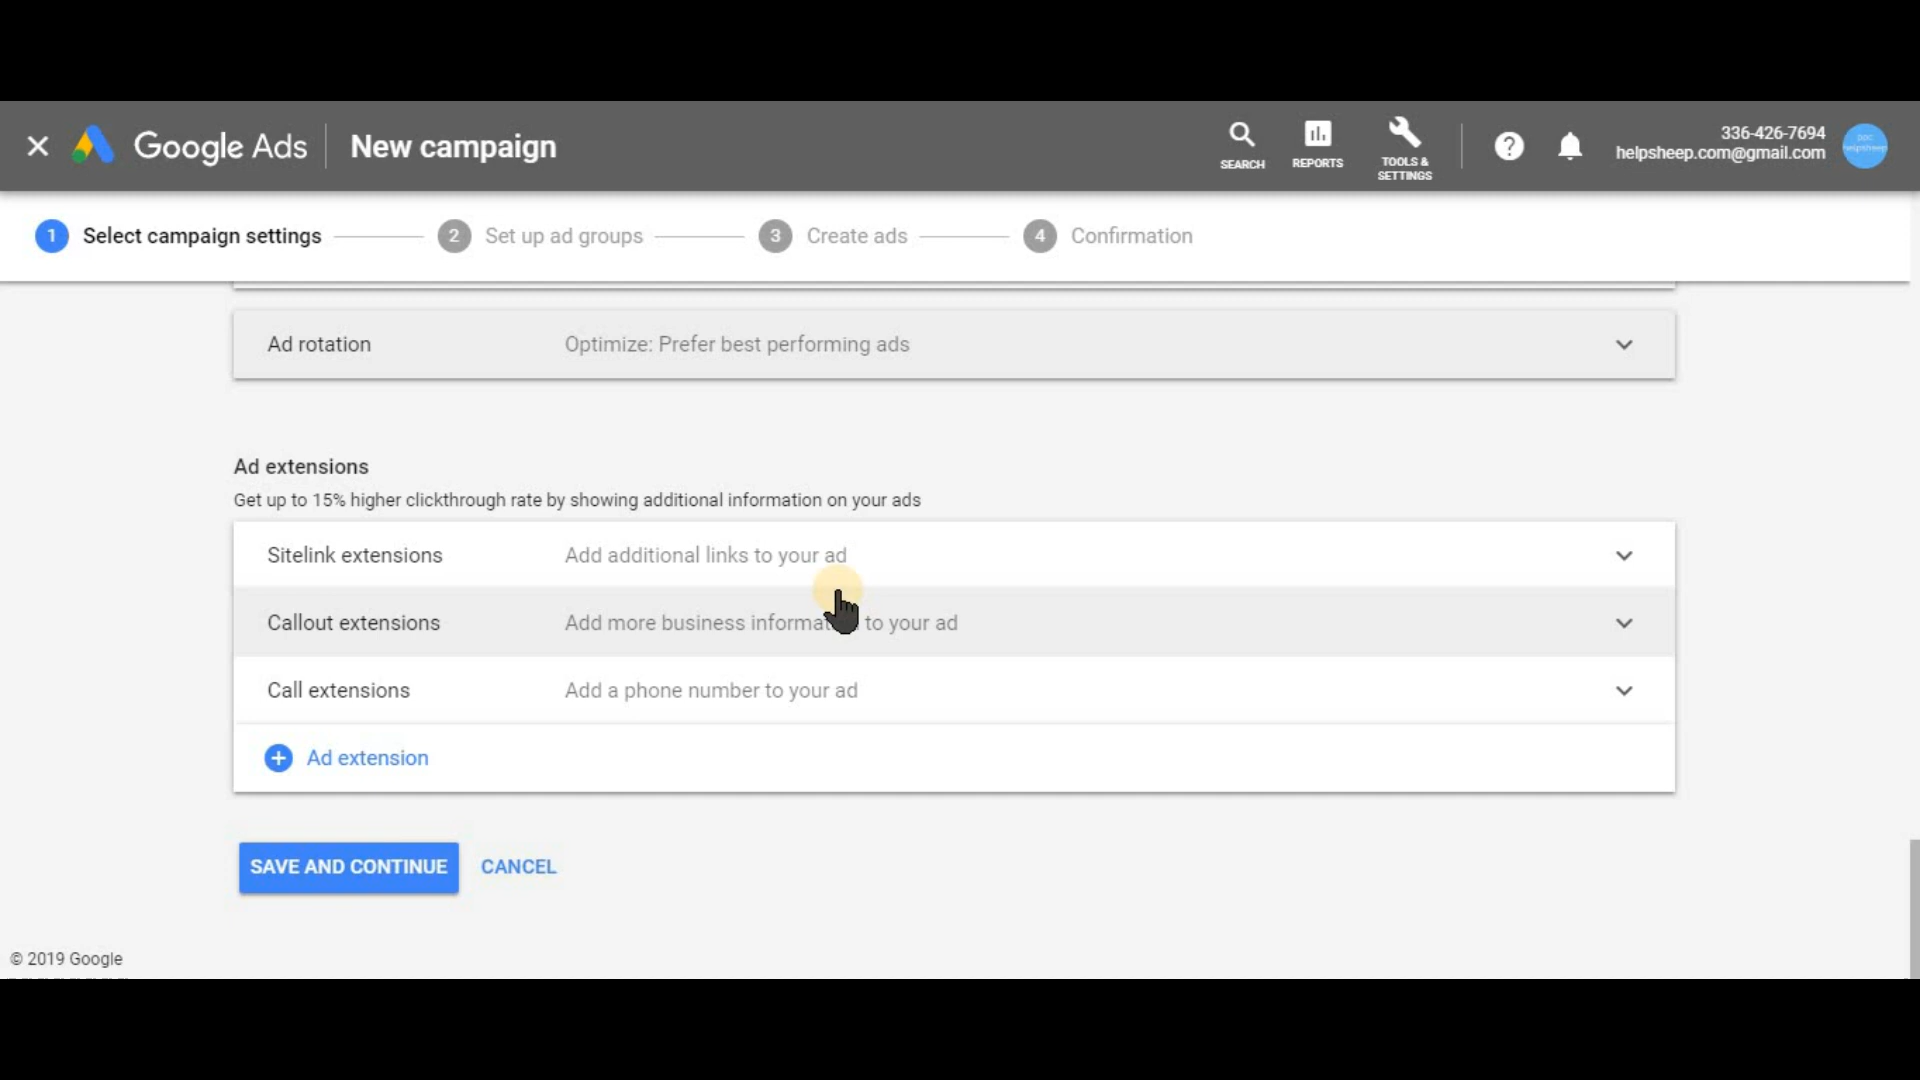 Google Ads
New campaign
SEARCH
REPORTS
TOOLS &
SETTINGS
336-426-7694
helpsheep.com@gmail.com
1 Select campaign settings
2 Set up ad groups
3 Create ads
4 Confirmation
Ad rotation
Optimize: Prefer best performing ads
Ad extensions
Get up to 15% higher clickthrough rate by showing additional information on your ads
Sitelink extensions
Add additional links to your ad
Callout extensions
Add more business to your ad
Call extensions
Add a phone number to your ad
Ad extension
SAVE AND CONTINUE
CANCEL
© 2019 Google